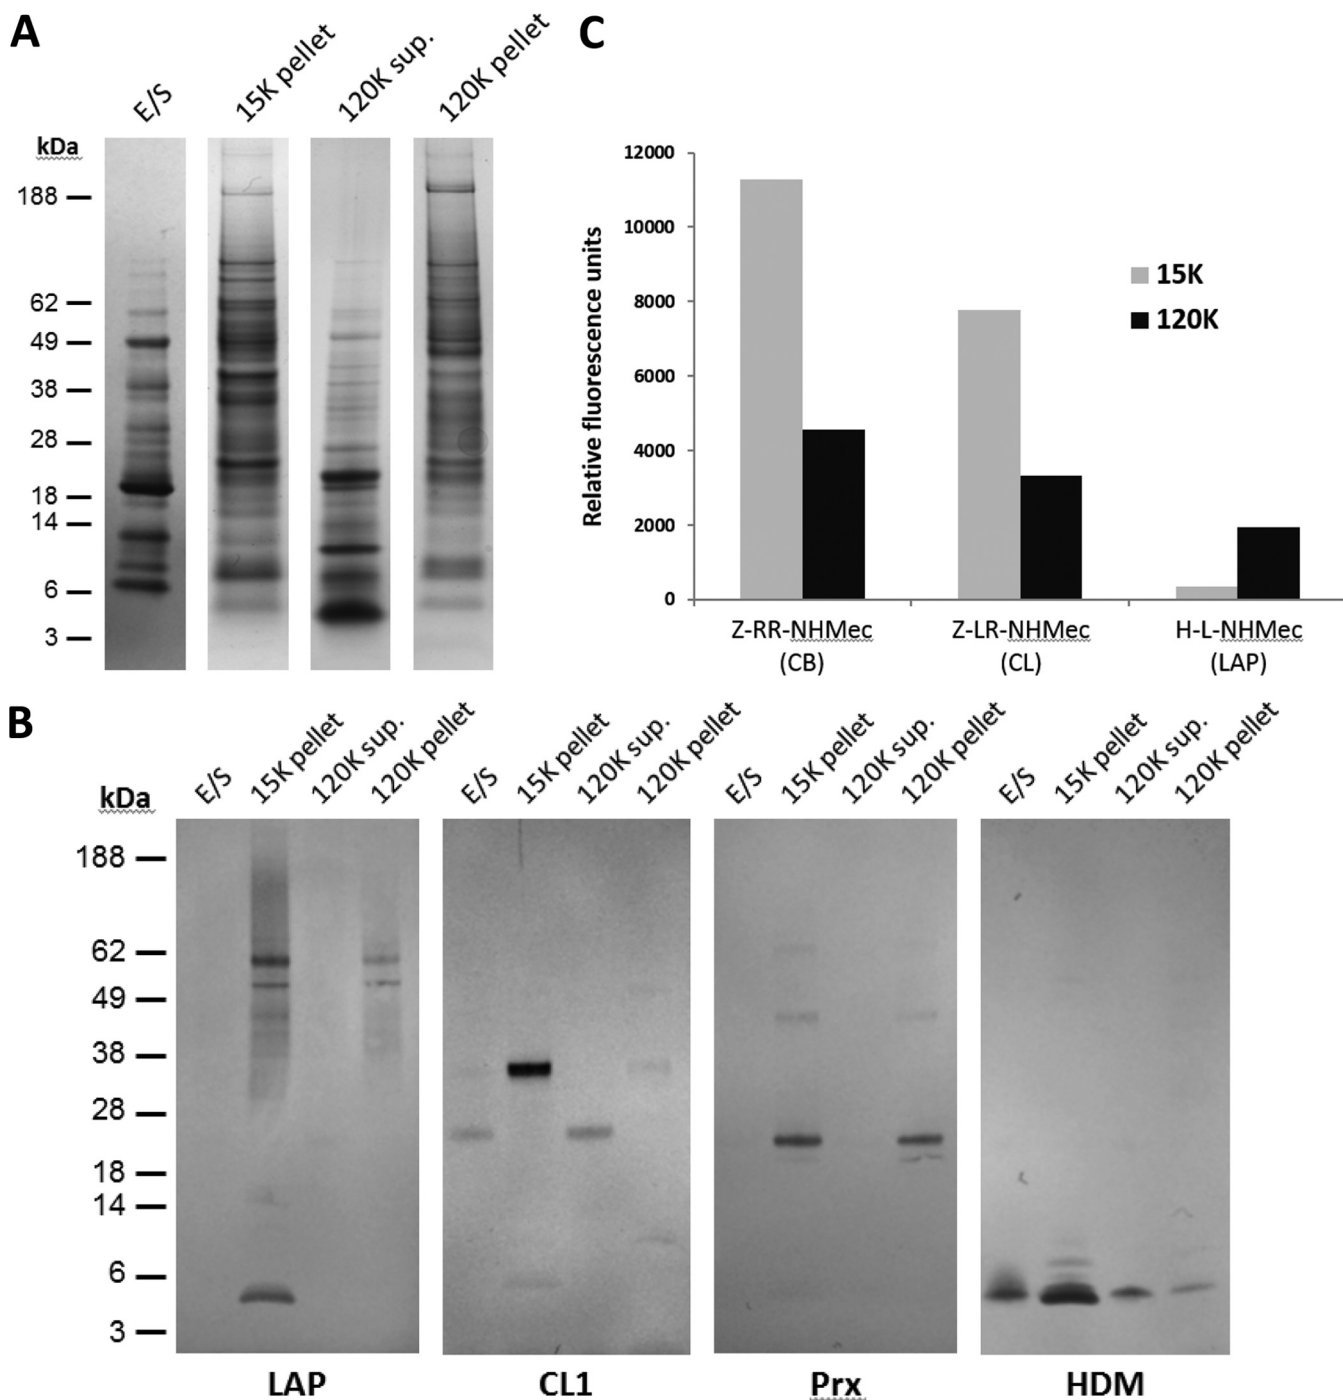 A
E/S
15K pellet
120K sup.
120K pellet
kDa
188
62
49
38
28
18
14
6
3
C
12000
10000
8000
6000
4000
2000
0
Relative fluorescence units
15K
120K
Z-RR-NHMec
(CB)
Z-LR-NHMec
(CL)
H-L-NHMec
(LAP)
B
kDa
E/S
15K pellet
120K sup.
120K pellet
E/S
15K pellet
120K sup.
120K pellet
E/S
15K pellet
120K sup.
120K pellet
E/S
15K pellet
120K sup.
120K pellet
188
62
49
38
28
18
14
6
3
LAP
CL1
Prx
HDM